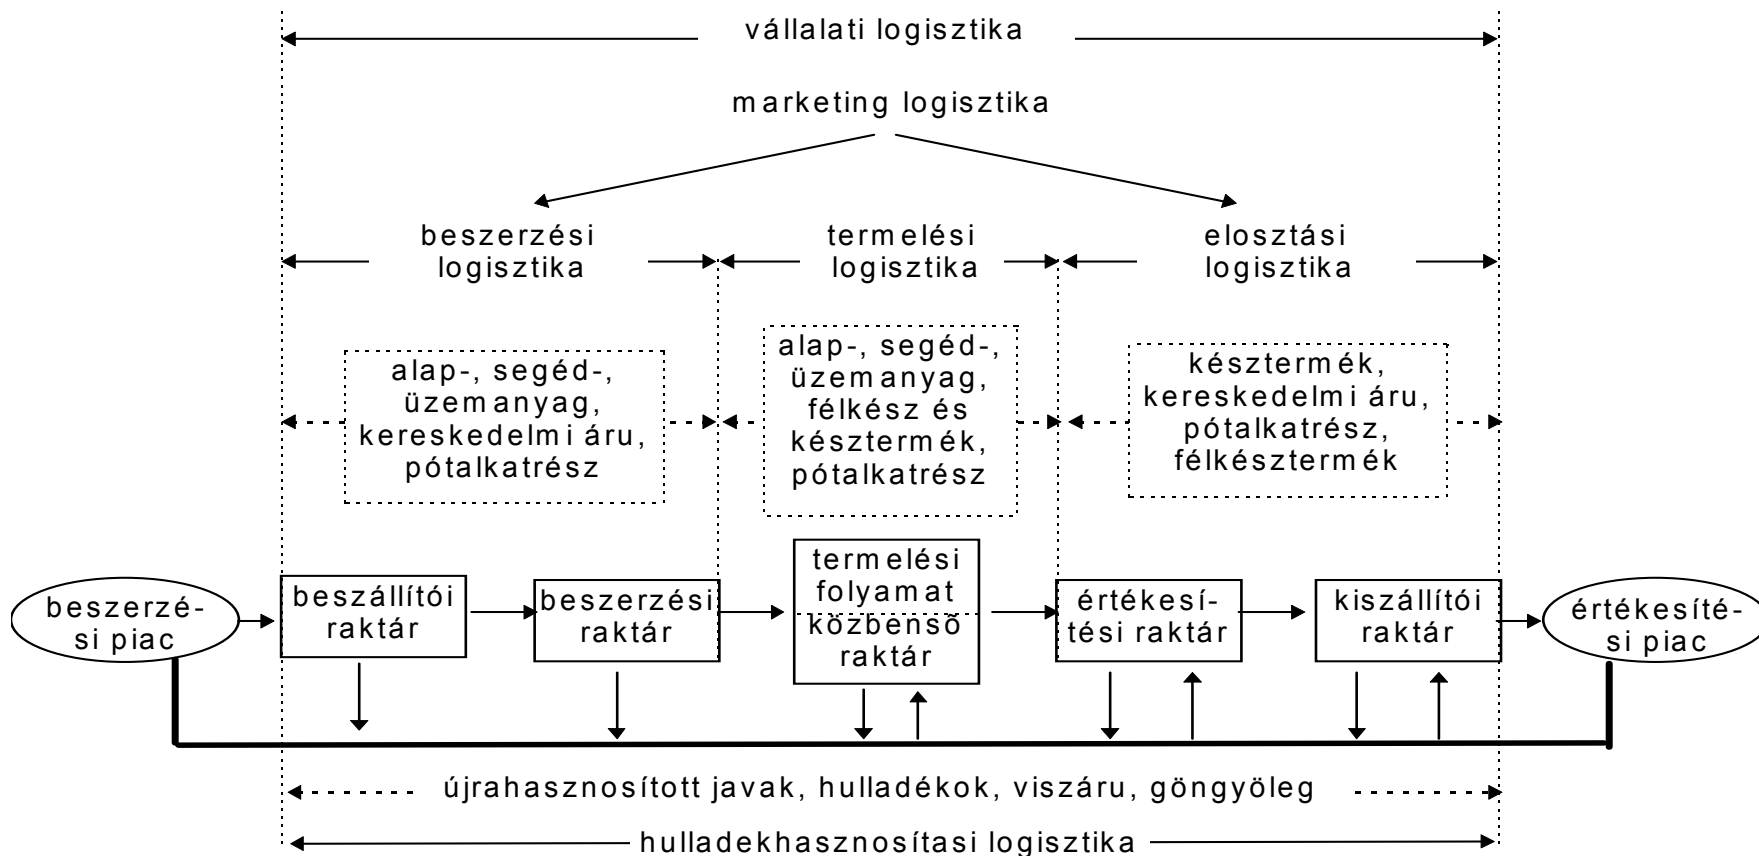 vállalati logisztika
marketing logisztika
beszerzési
logisztika
termelési
logisztika
elosztási
logisztika
alap-, segéd-,
üzemanyag,
kereskedelmi áru,
pótalkatrész
alap-, segéd-,
üzemanyag,
félkész és
késztermék,
pótalkatrész
késztermék,
kereskedelmi áru,
pótalkatrész,
félkésztermék
beszerzé-
si piac
beszállítói
raktár
beszerzési
raktár
termelési
folyamat
közbensõ
raktár
értékesí-
tési raktár
kiszállítói
raktár
értékesíté-
si piac
újrahasznosított javak, hulladékok, viszáru, göngyöleg
hulladekhasznosítasi logisztika